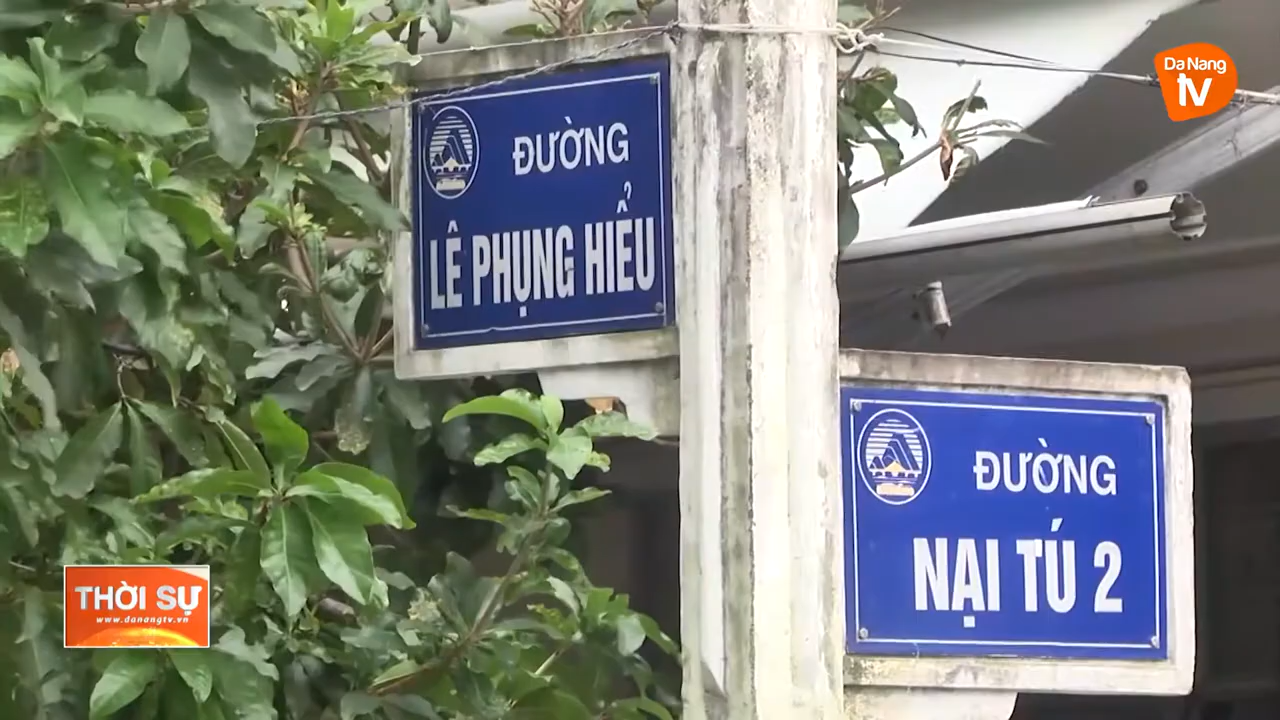 Da Nang
tv
ĐƯỜNG
LÊ PHỤNG HIỂU
ĐƯỜNG
NẠI TÚ 2
THỜI SỰ
www.danangtv.vn